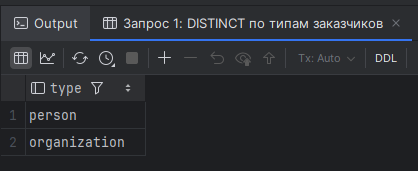 Output
Запрос 1: DISTINCT по типам заказчиков
Tx: Auto
DDL
type
1 person
2 organization